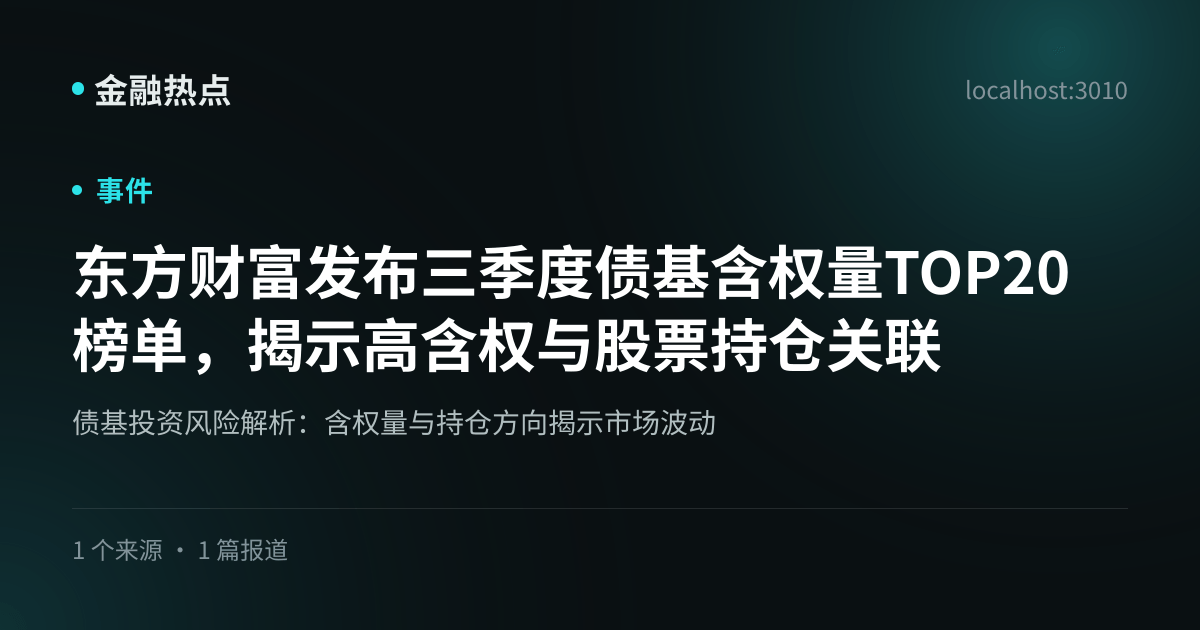 金融热点
localhost:3010
事件
东方财富发布三季度债基含权量TOP20
榜单，揭示高含权与股票持仓关联
债基投资风险解析：含权量与持仓方向揭示市场波动
1 个来源 · 1 篇报道